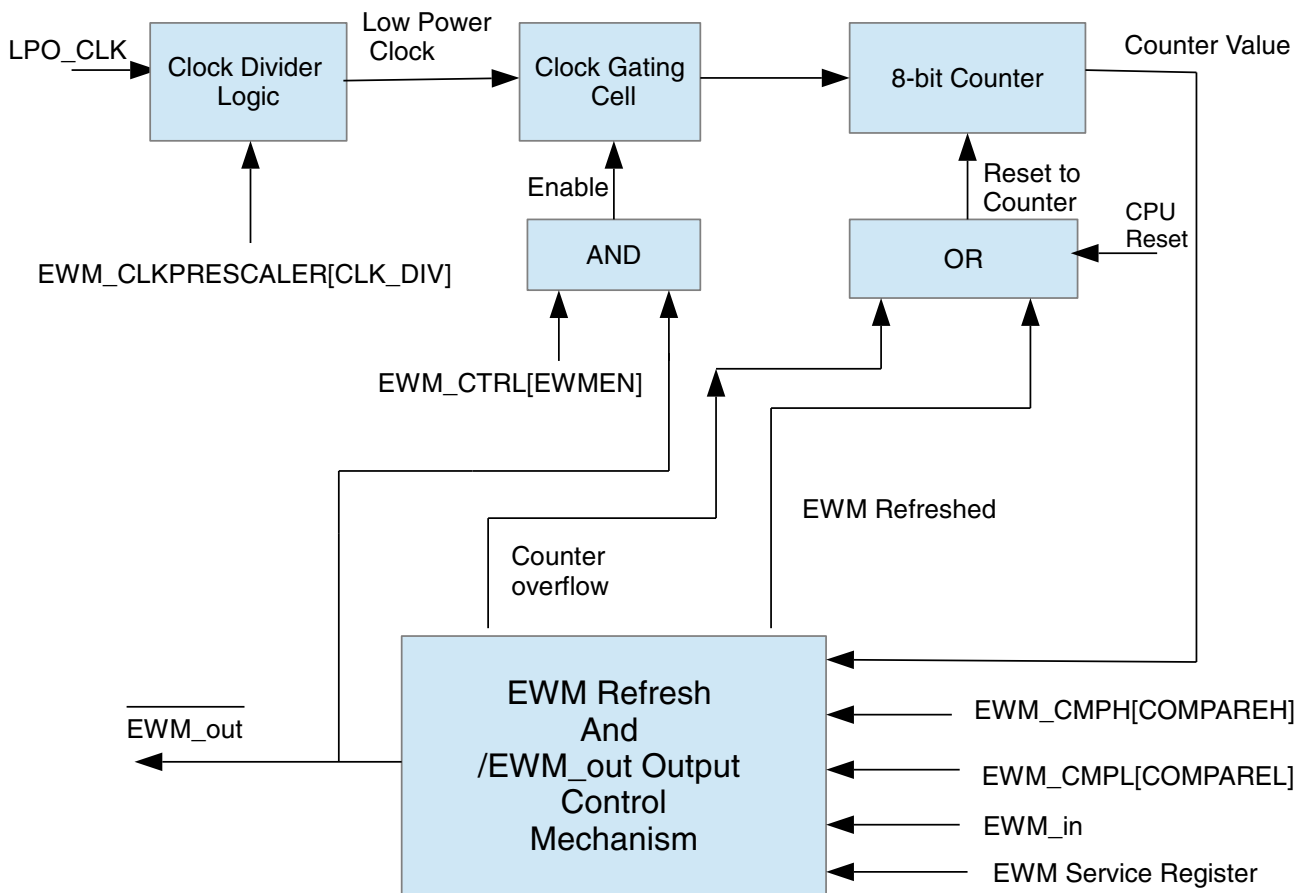 LPO_CLK
Clock Divider
Logic
Low Power
Clock
Clock Gating
Cell
8-bit Counter
Counter Value
Enable
Reset to
Counter
CPU
Reset
AND
OR
EWM_CLKPRESCALER[CLK_DIV]
EWM_CTRL[EWMEN]
EWM Refreshed
Counter
overflow
EWM_out
EWM Refresh
And
/EWM_out Output
Control
Mechanism
EWM_CMPH[COMPAREH]
EWM_CMPL[COMPAREL]
EWM_in
EWM Service Register